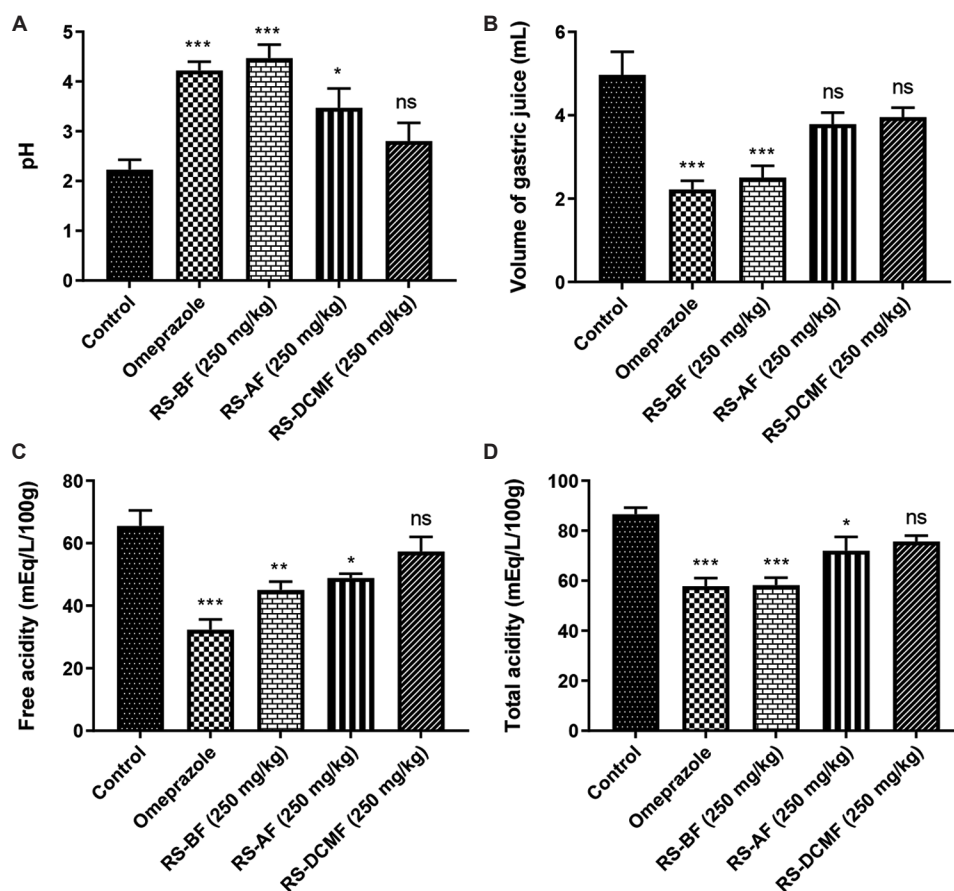 A
pH
5
4
3
2
1
0
***
***
*
ns
Control
Omeprazole
RS-BF (250 mg/kg)
RS-AF (250 mg/kg)
RS-DCMF (250 mg/kg)
B
Volume of gastric juice (mL)
6
4
2
0
***
***
ns
ns
Control
Omeprazole
RS-BF (250 mg/kg)
RS-AF (250 mg/kg)
RS-DCMF (250 mg/kg)
C
Free acidity (mEq/L/100g)
80
60
40
20
0
***
**
*
ns
Control
Omeprazole
RS-BF (250 mg/kg)
RS-AF (250 mg/kg)
RS-DCMF (250 mg/kg)
D
Total acidity (mEq/L/100g)
100
80
60
40
20
0
***
***
*
ns
Control
Omeprazole
RS-BF (250 mg/kg)
RS-AF (250 mg/kg)
RS-DCMF (250 mg/kg)